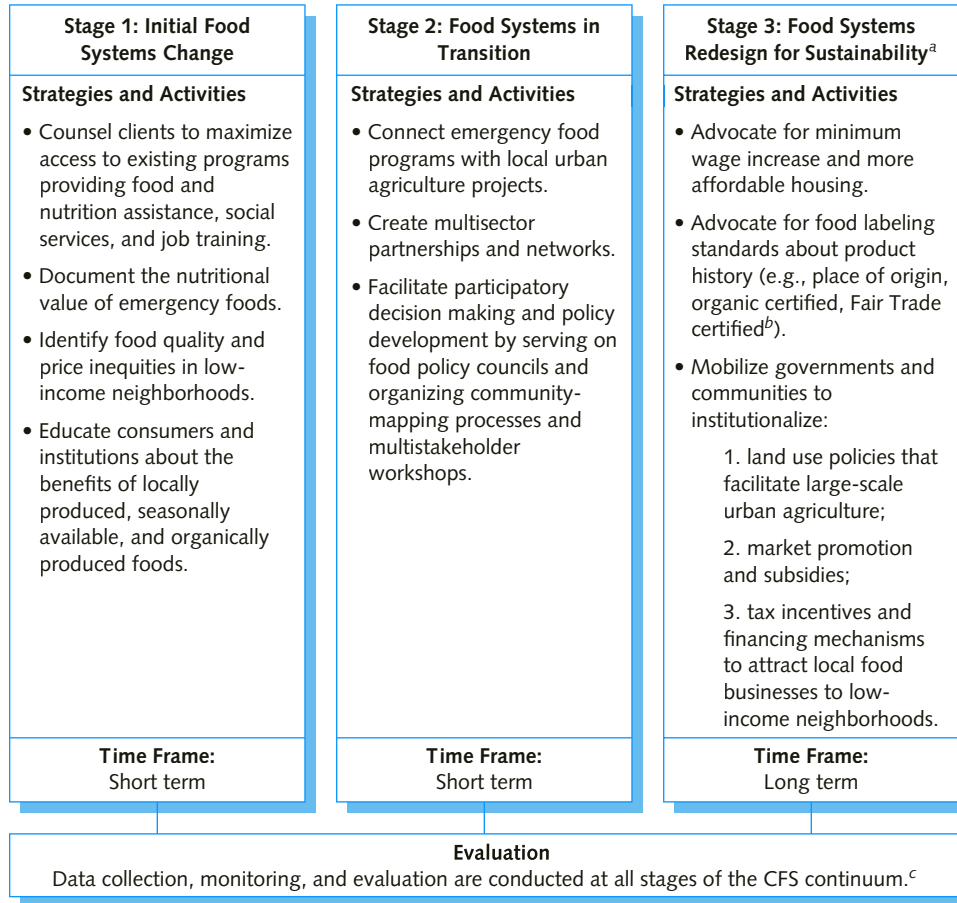 Stage 1: Initial Food
Systems Change
Strategies and Activities
• Counsel clients to maximize
access to existing programs
providing food and
nutrition assistance, social
services, and job training.
• Document the nutritional
value of emergency foods.
• Identify food quality and
price inequities in low-
income neighborhoods.
• Educate consumers and
institutions about the
benefits of locally
produced, seasonally
available, and organically
produced foods.
Time Frame:
Short term
Stage 2: Food Systems in
Transition
Strategies and Activities
• Connect emergency food
programs with local urban
agriculture projects.
• Create multisector
partnerships and networks.
• Facilitate participatory
decision making and policy
development by serving on
food policy councils and
organizing community-
mapping processes and
multistakeholder
workshops.
Time Frame:
Short term
Stage 3: Food Systems
Redesign for Sustainabilityᵃ
Strategies and Activities
• Advocate for minimum
wage increase and more
affordable housing.
• Advocate for food labeling
standards about product
history (e.g., place of origin,
organic certified, Fair Trade
certifiedᵇ).
• Mobilize governments and
communities to
institutionalize:
1. land use policies that
facilitate large-scale
urban agriculture;
2. market promotion
and subsidies;
3. tax incentives and
financing mechanisms
to attract local food
businesses to low-
income neighborhoods.
Time Frame:
Long term
Evaluation
Data collection, monitoring, and evaluation are conducted at all stages of the CFS continuum.ᶜ